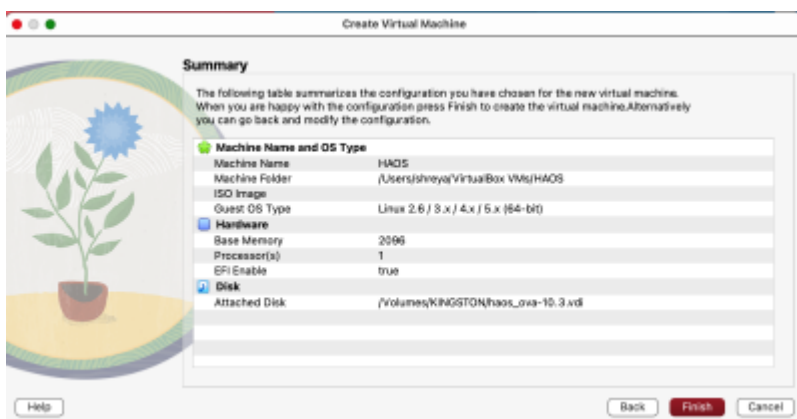 Create Virtual Machine
Summary
The following table summarizes the configuration you have chosen for the new virtual machine.
When you are happy with the configuration press Finish to create the virtual machine.Alternatively
you can go back and modify the configuration.
Machine Name and OS Type
Machine Name HAOS
Machine Folder /Users/shreya/VirtualBox VMs/HAOS
ISO Image
Guest OS Type Linux 2.6 / 3.x / 4.x / 5.x (64-bit)
Hardware
Base Memory 2096
Processor(s) 1
EFI Enable true
Disk
Attached Disk /Volumes/KINGSTON/haos_ova-10.3.vdi
Help Back Finish Cancel